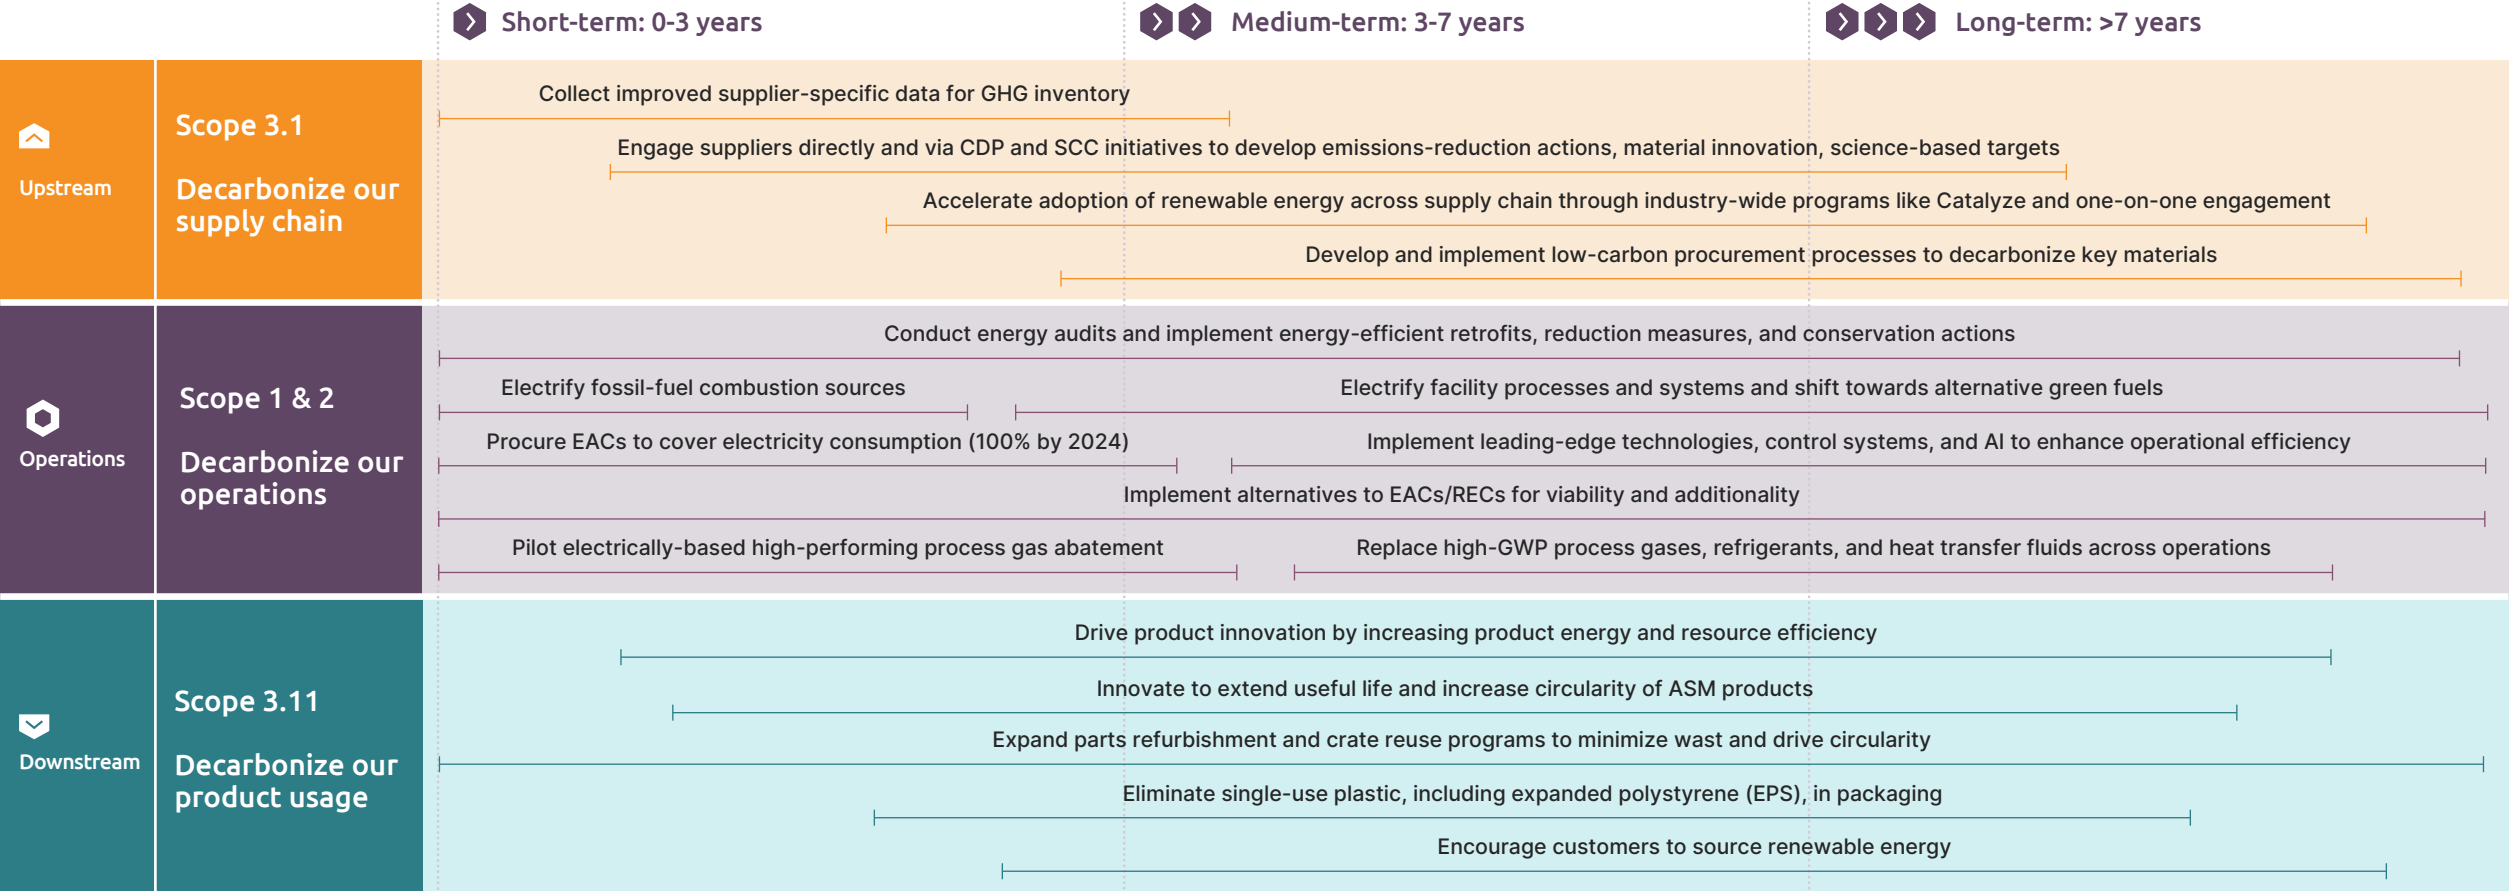 Short-term: 0-3 years
Medium-term: 3-7 years
Long-term: >7 years
Upstream
Scope 3.1
Decarbonize our
supply chain
Collect improved supplier-specific data for GHG inventory
Engage suppliers directly and via CDP and SCC initiatives to develop emissions-reduction actions, material innovation, science-based targets
Accelerate adoption of renewable energy across supply chain through industry-wide programs like Catalyze and one-on-one engagement
Develop and implement low-carbon procurement processes to decarbonize key materials
Operations
Scope 1 & 2
Decarbonize our
operations
Conduct energy audits and implement energy-efficient retrofits, reduction measures, and conservation actions
Electrify fossil-fuel combustion sources
Electrify facility processes and systems and shift towards alternative green fuels
Procure EACs to cover electricity consumption (100% by 2024)
Implement leading-edge technologies, control systems, and AI to enhance operational efficiency
Implement alternatives to EACs/RECs for viability and additionality
Pilot electrically-based high-performing process gas abatement
Replace high-GWP process gases, refrigerants, and heat transfer fluids across operations
Downstream
Scope 3.11
Decarbonize our
product usage
Drive product innovation by increasing product energy and resource efficiency
Innovate to extend useful life and increase circularity of ASM products
Expand parts refurbishment and crate reuse programs to minimize wast and drive circularity
Eliminate single-use plastic, including expanded polystyrene (EPS), in packaging
Encourage customers to source renewable energy